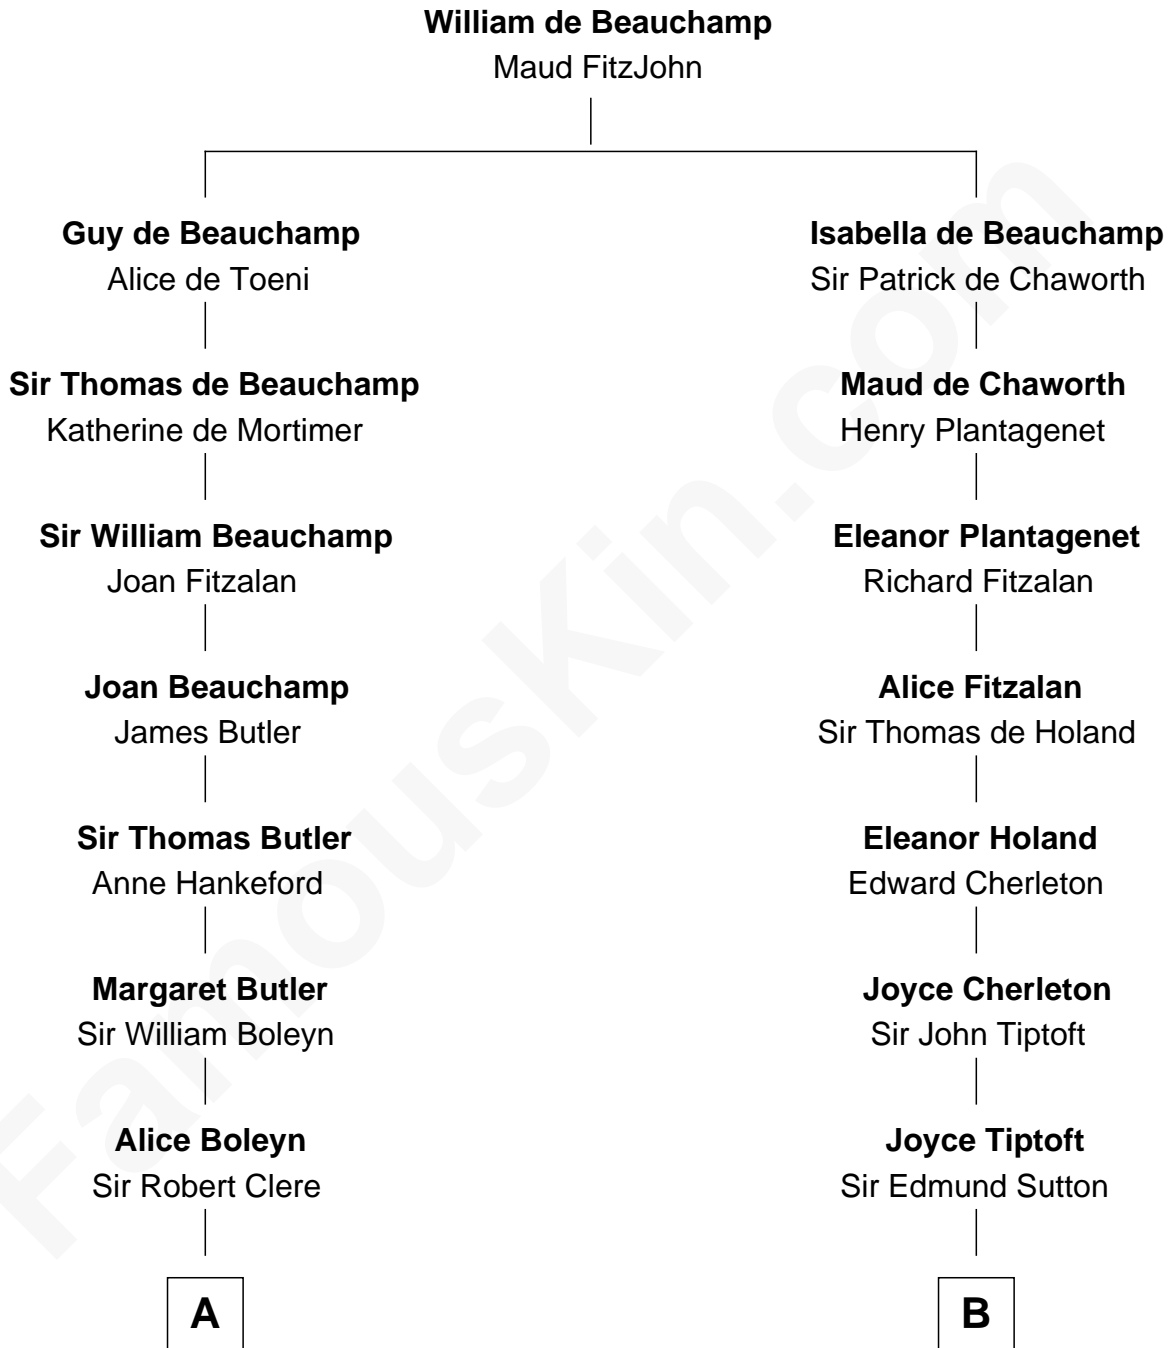 William de Beauchamp
Maud FitzJohn
Guy de Beauchamp
Alice de Toeni
Isabella de Beauchamp
Sir Patrick de Chaworth
Sir Thomas de Beauchamp
Katherine de Mortimer
Maud de Chaworth
Henry Plantagenet
Sir William Beauchamp
Joan Fitzalan
Eleanor Plantagenet
Richard Fitzalan
Joan Beauchamp
James Butler
Alice Fitzalan
Sir Thomas de Holand
Sir Thomas Butler
Anne Hankeford
Eleanor Holand
Edward Cherleton
Margaret Butler
Sir William Boleyn
Joyce Cherleton
Sir John Tiptoft
Alice Boleyn
Sir Robert Clere
Joyce Tiptoft
Sir Edmund Sutton
A
B
FamousKin.com